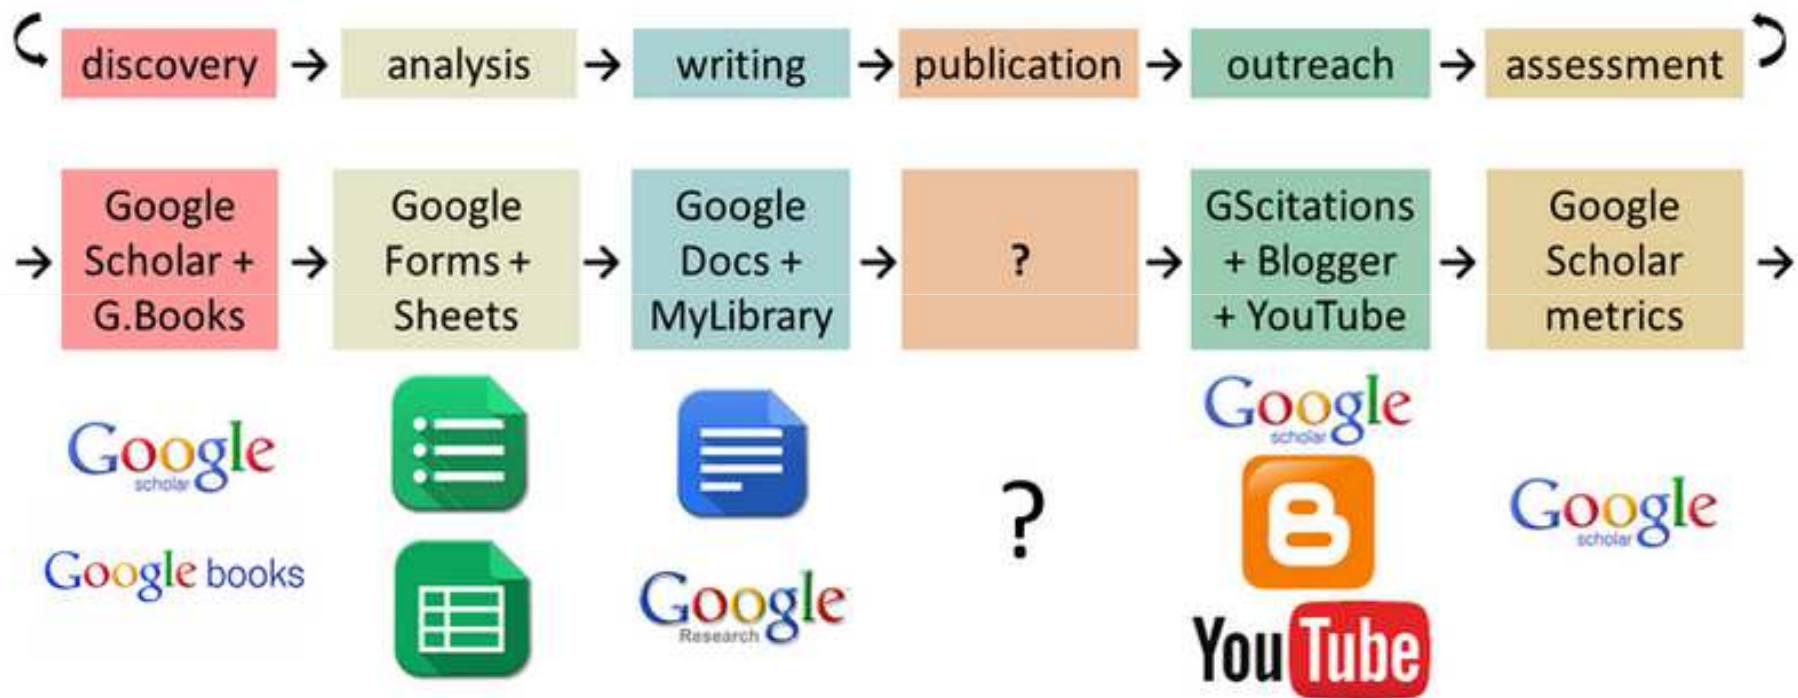 discovery → analysis → writing → publication → outreach → assessment
→ Google Scholar + G.Books → Google Forms + Sheets → Google Docs + MyLibrary → ? → GScitations + Blogger + YouTube → Google Scholar metrics →
Google scholar
Google books
Google Research
?
Google scholar
B
YouTube
Google scholar